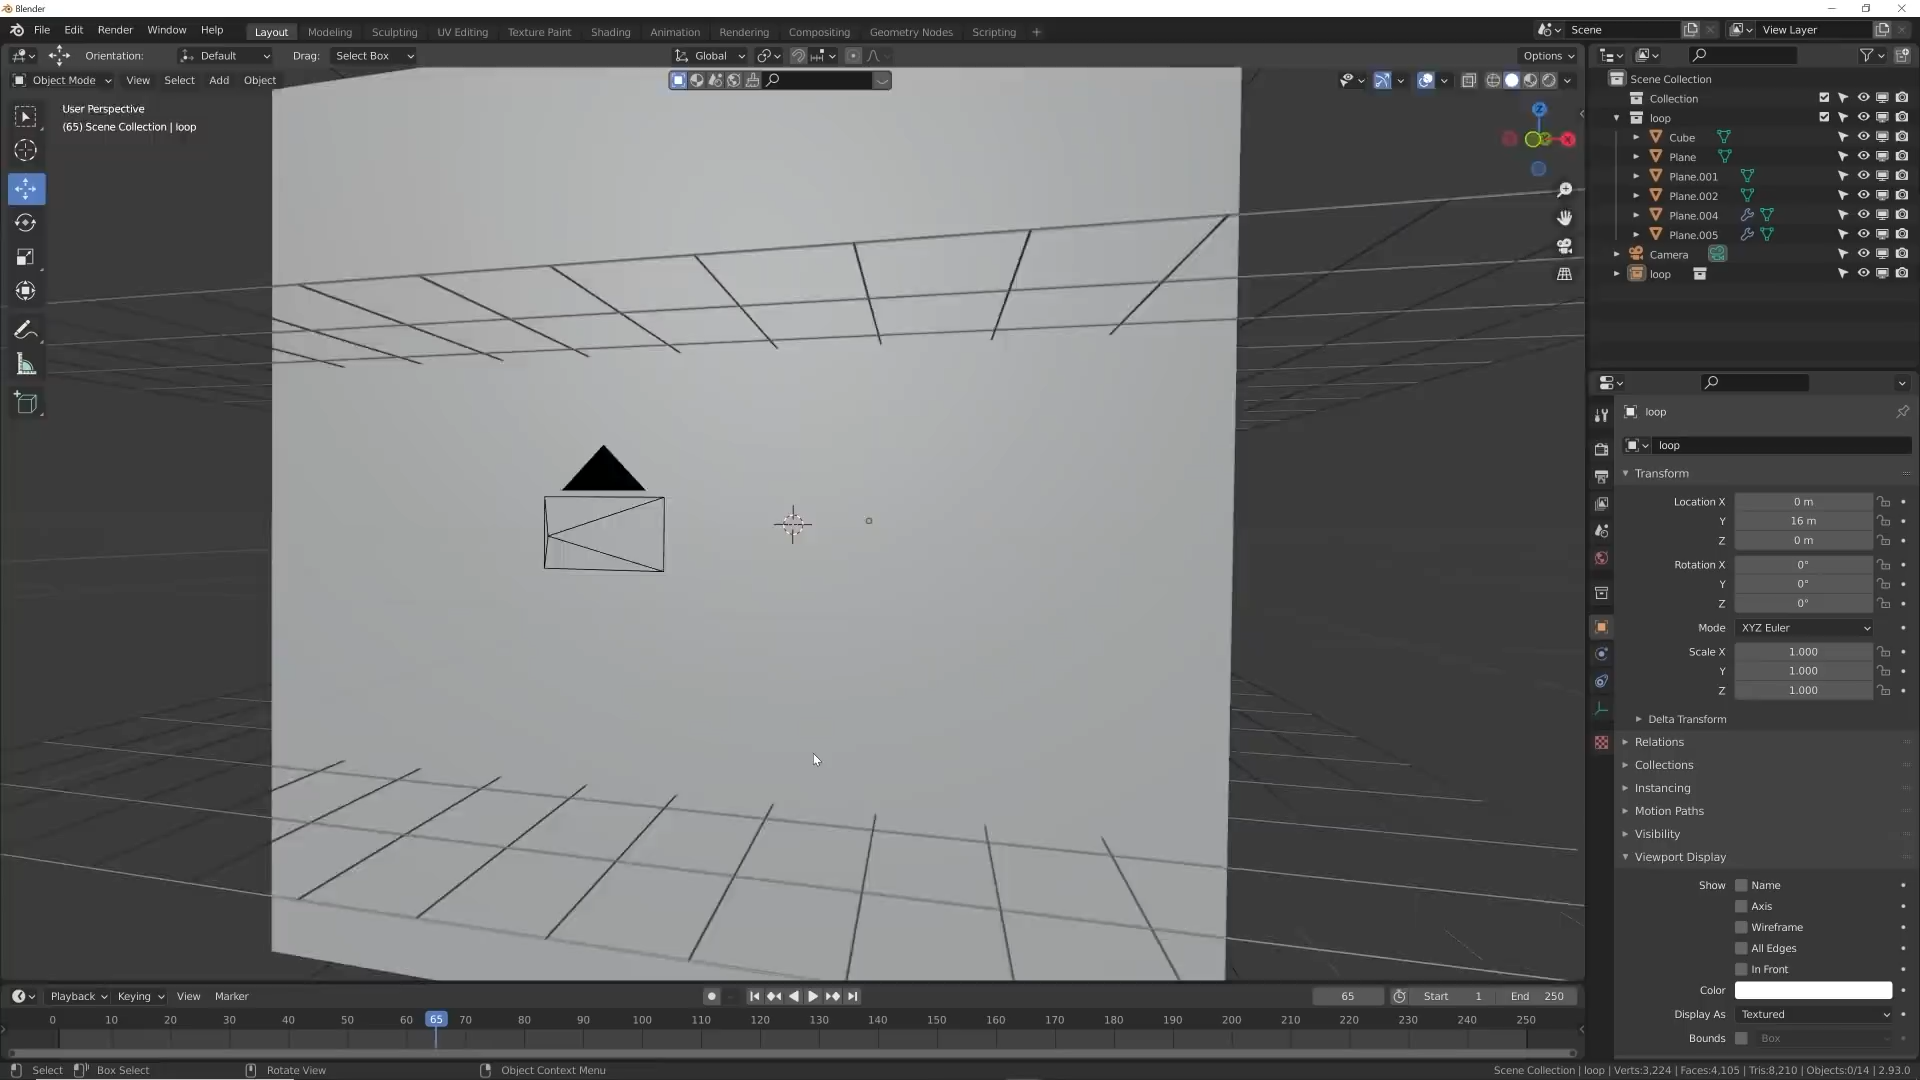 Blender
File Edit Render Window Help Layout Modeling Sculpting UV Editing Texture Paint Shading Animation Rendering Compositing Geometry Nodes Scripting + Scene View Layer
Orientation: Default Drag: Select Box Global Options
Object Mode View Select Add Object
User Perspective
(65) Scene Collection | loop
Z
X
Scene Collection
Collection
loop
Cube
Plane
Plane.001
Plane.002
Plane.004
Plane.005
Camera
loop
loop
loop
Transform
Location X 0 m
Y 16 m
Z 0 m
Rotation X 0°
Y 0°
Z 0°
Mode XYZ Euler
Scale X 1.000
Y 1.000
Z 1.000
Delta Transform
Relations
Collections
Instancing
Motion Paths
Visibility
Viewport Display
Show Name
Axis
Wireframe
All Edges
In Front
Color
Display As Textured
Bounds Box
Playback Keying View Marker 65 Start 1 End 250
0 10 20 30 40 50 60 65 70 80 90 100 110 120 130 140 150 160 170 180 190 200 210 220 230 240 250
Select Box Select Rotate View Object Context Menu Scene Collection | loop | Verts:3,224 | Faces:4,105 | Tris:8,210 | Objects:0/14 | 2.93.0